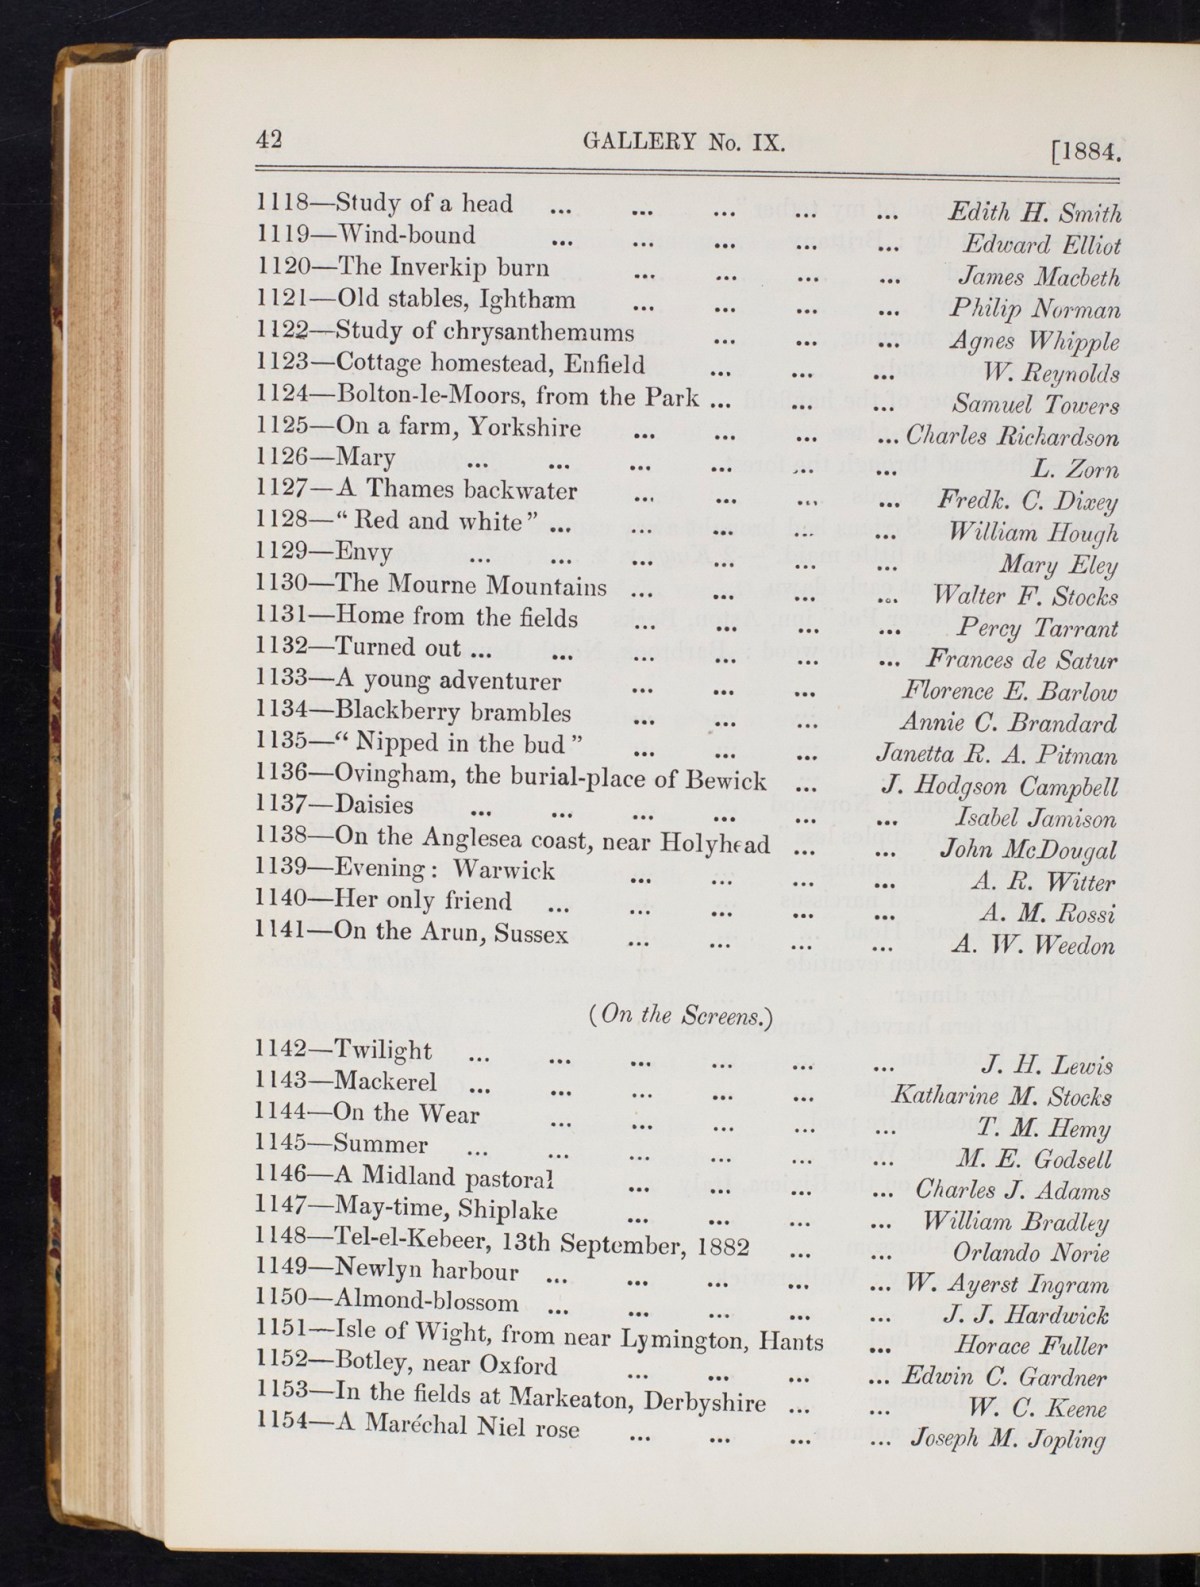 42 GALLERY No. IX. [1884.
1118—Study of a head ... ... ... ... ... Edith H. Smith
1119—Wind-bound ... ... ... ... ... Edward Elliot
1120—The Inverkip burn ... ... ... ... James Macbeth
1121—Old stables, Ightham ... ... ... ... Philip Norman
1122—Study of chrysanthemums ... ... ... Agnes Whipple
1123—Cottage homestead, Enfield ... ... ... W. Reynolds
1124—Bolton-le-Moors, from the Park ... ... ... Samuel Towers
1125—On a farm, Yorkshire ... ... ... ... Charles Richardson
1126—Mary ... ... ... ... ... ... L. Zorn
1127—A Thames backwater ... ... ... ... Fredk. C. Dixey
1128—“Red and white” ... ... ... ... ... William Hough
1129—Envy ... ... ... ... ... ... Mary Eley
1130—The Mourne Mountains ... ... ... ... Walter F. Stocks
1131—Home from the fields ... ... ... ... Percy Tarrant
1132—Turned out ... ... ... ... ... ... Frances de Satur
1133—A young adventurer ... ... ... Florence E. Barlow
1134—Blackberry brambles ... ... ... Annie C. Brandard
1135—“Nipped in the bud” ... ... ... Janetta R. A. Pitman
1136—Ovingham, the burial-place of Bewick ... J. Hodgson Campbell
1137—Daisies ... ... ... ... ... ... Isabel Jamison
1138—On the Anglesea coast, near Holyhead ... ... John McDougal
1139—Evening: Warwick ... ... ... ... A. R. Witter
1140—Her only friend ... ... ... ... ... A. M. Rossi
1141—On the Arun, Sussex ... ... ... ... A. W. Weedon
(On the Screens.)
1142—Twilight ... ... ... ... ... ... J. H. Lewis
1143—Mackerel ... ... ... ... ... Katharine M. Stocks
1144—On the Wear ... ... ... ... ... T. M. Hemy
1145—Summer ... ... ... ... ... ... M. E. Godsell
1146—A Midland pastoral ... ... ... ... Charles J. Adams
1147—May-time, Shiplake ... ... ... ... William Bradley
1148—Tel-el-Kebeer, 13th September, 1882 ... ... Orlando Norie
1149—Newlyn harbour ... ... ... ... ... W. Ayerst Ingram
1150—Almond-blossom ... ... ... ... ... J. J. Hardwick
1151—Isle of Wight, from near Lymington, Hants ... Horace Fuller
1152—Botley, near Oxford ... ... ... ... Edwin C. Gardner
1153—In the fields at Markeaton, Derbyshire ... ... W. C. Keene
1154—A Maréchal Niel rose ... ... ... ... Joseph M. Jopling